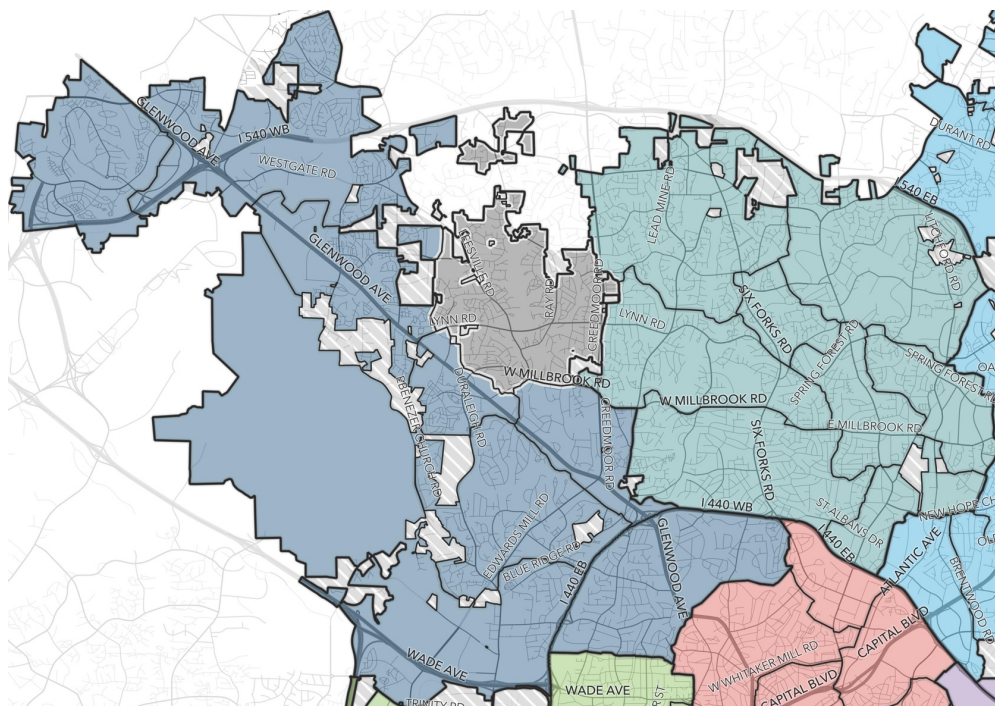 GLENWOOD AVE
I 540 WB
DURANT RD
WESTGATE RD
I 540 EB
LEAD MINE RD
GLENWOOD AVE
LEESVILLE RD
RAY RD
CREEDMOOR RD
LYNN RD
LYNN RD
SIX FORKS RD
SPRING FOREST RD
SPRING FOREST RD
W MILLBROOK RD
W MILLBROOK RD
E MILLBROOK RD
DURALEIGH RD
EBENEZER CHURCH RD
CREEDMOOR RD
SIX FORKS RD
EDWARDS MILL RD
I 440 WB
ST ALBANS DR
NEW HOPE CH
I 440 EB
BLUE RIDGE RD
I 440 EB
GLENWOOD AVE
ATLANTIC AVE
OL
BRENTWOOD RD
CAPITAL BLVD
W WHITAKER MILL RD
WADE AVE
WADE AVE
CAPITAL BLVD
R ST
TRINITY RD